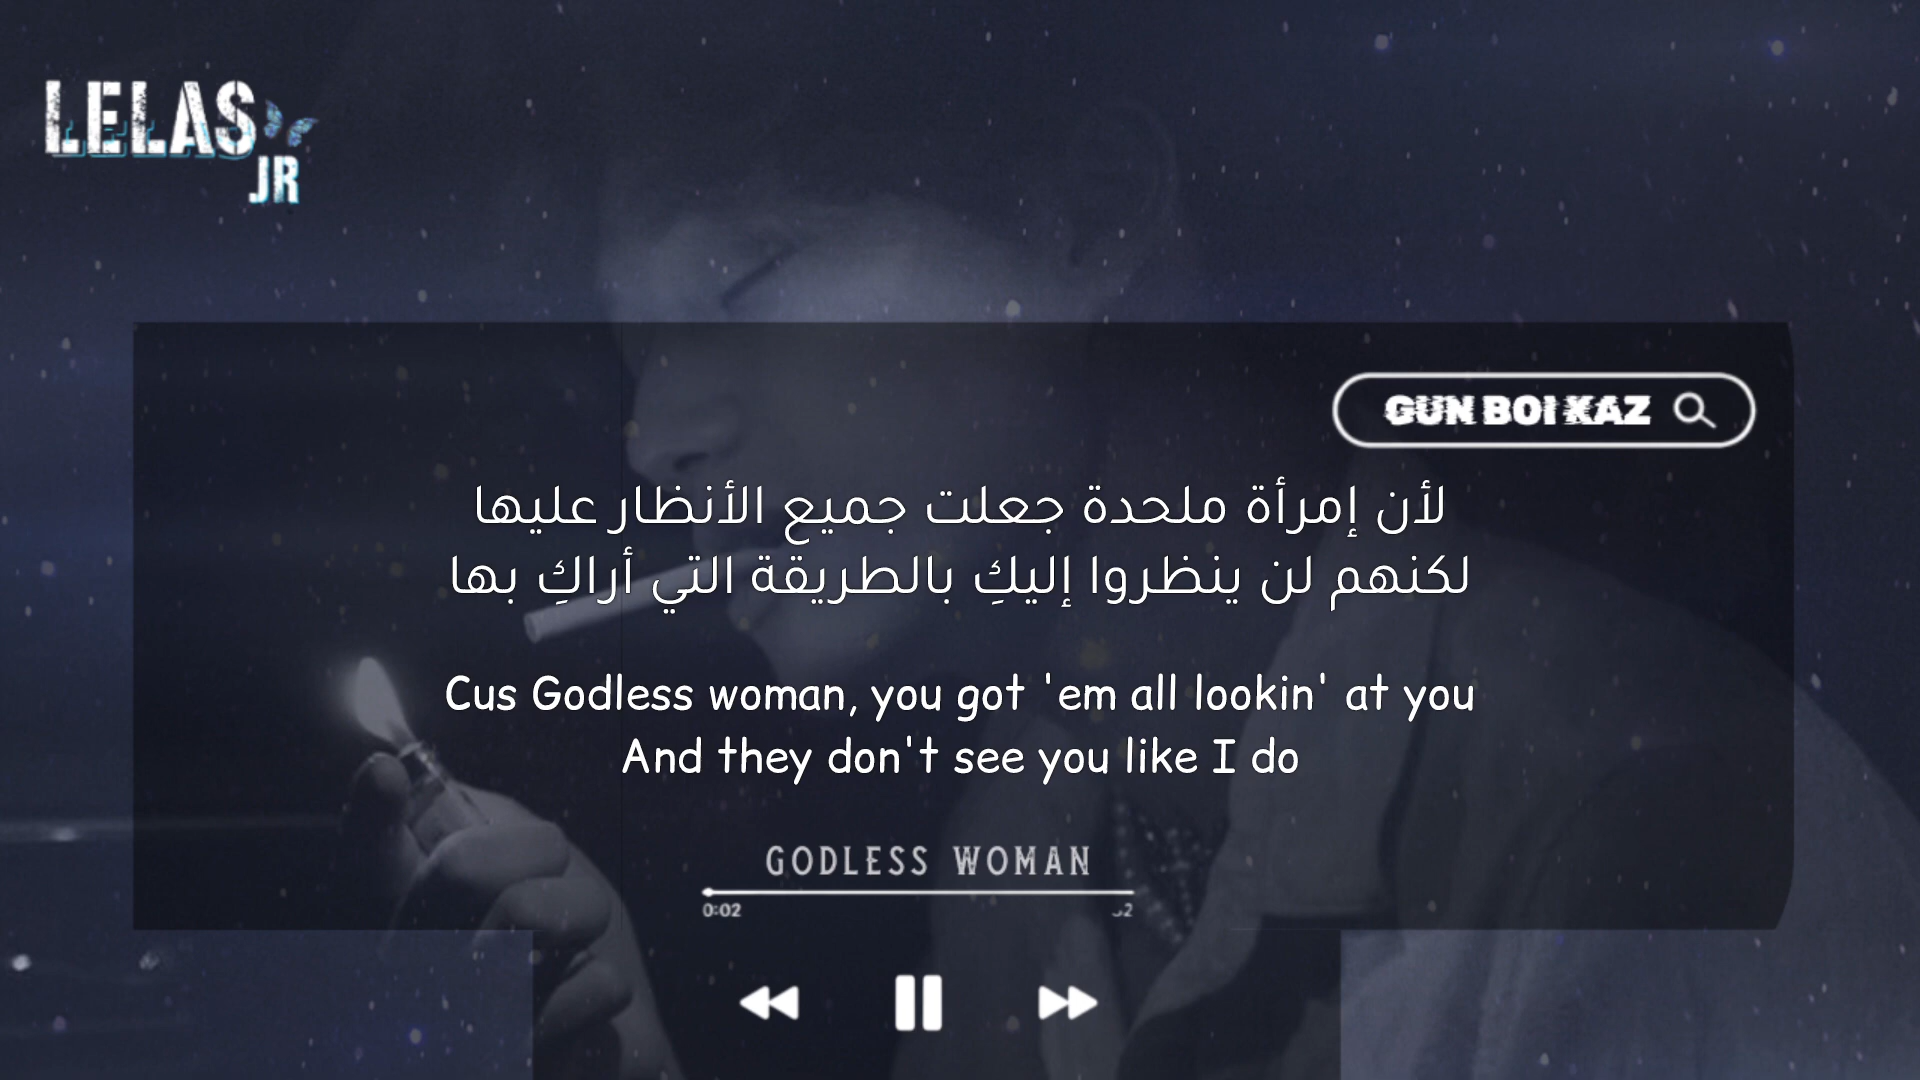 LELAS
JR
GUN BOI KAZ
لأن إمرأة ملحدة جعلت جميع الأنظار عليها
لكنهم لن ينظروا إليكِ بالطريقة التي أراكِ بها
Cus Godless woman, you got 'em all lookin' at you
And they don't see you like I do
GODLESS WOMAN
0:02